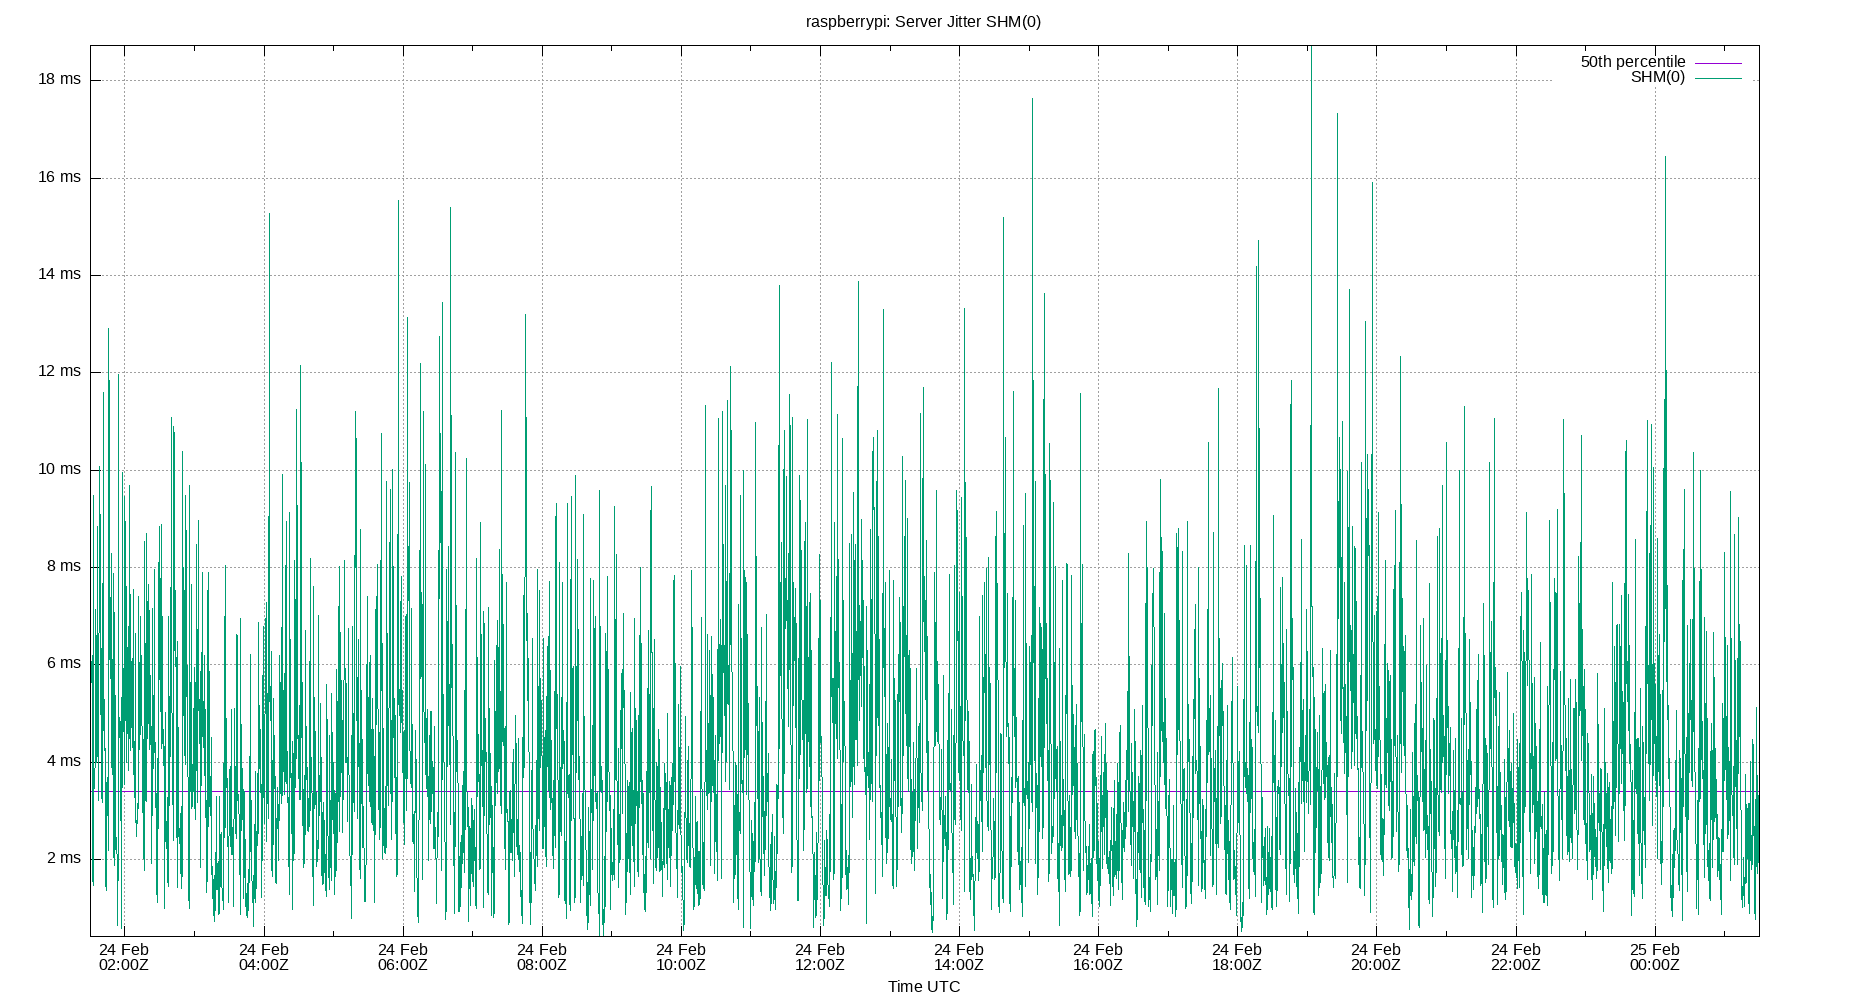 raspberrypi: Server Jitter SHM(0)
50th percentile
SHM(0)
18 ms
16 ms
14 ms
12 ms
10 ms
8 ms
6 ms
4 ms
2 ms
24 Feb 24 Feb 24 Feb 24 Feb 24 Feb 24 Feb 24 Feb 24 Feb 24 Feb 24 Feb 24 Feb 25 Feb
02:00Z 04:00Z 06:00Z 08:00Z 10:00Z 12:00Z 14:00Z 16:00Z 18:00Z 20:00Z 22:00Z 00:00Z
Time UTC